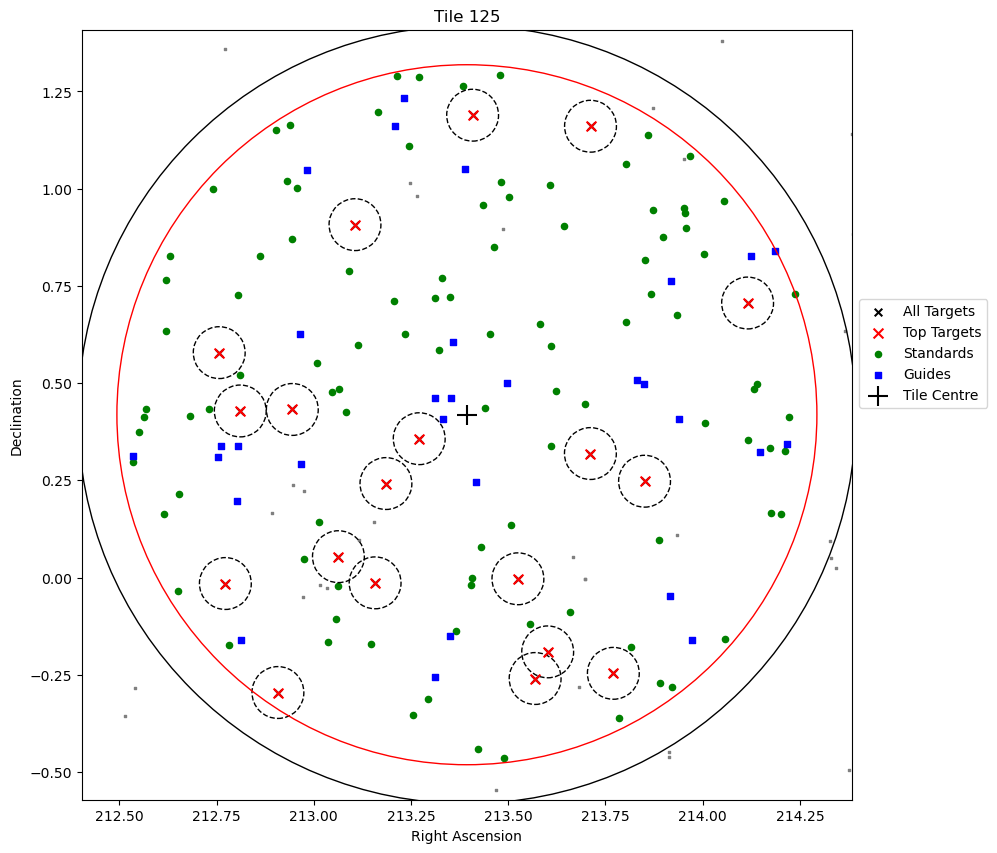 Tile 125
1.25
1.00
0.75
0.50
0.25
0.00
−0.25
−0.50
Declination
212.50 212.75 213.00 213.25 213.50 213.75 214.00 214.25
Right Ascension
All Targets
Top Targets
Standards
Guides
Tile Centre